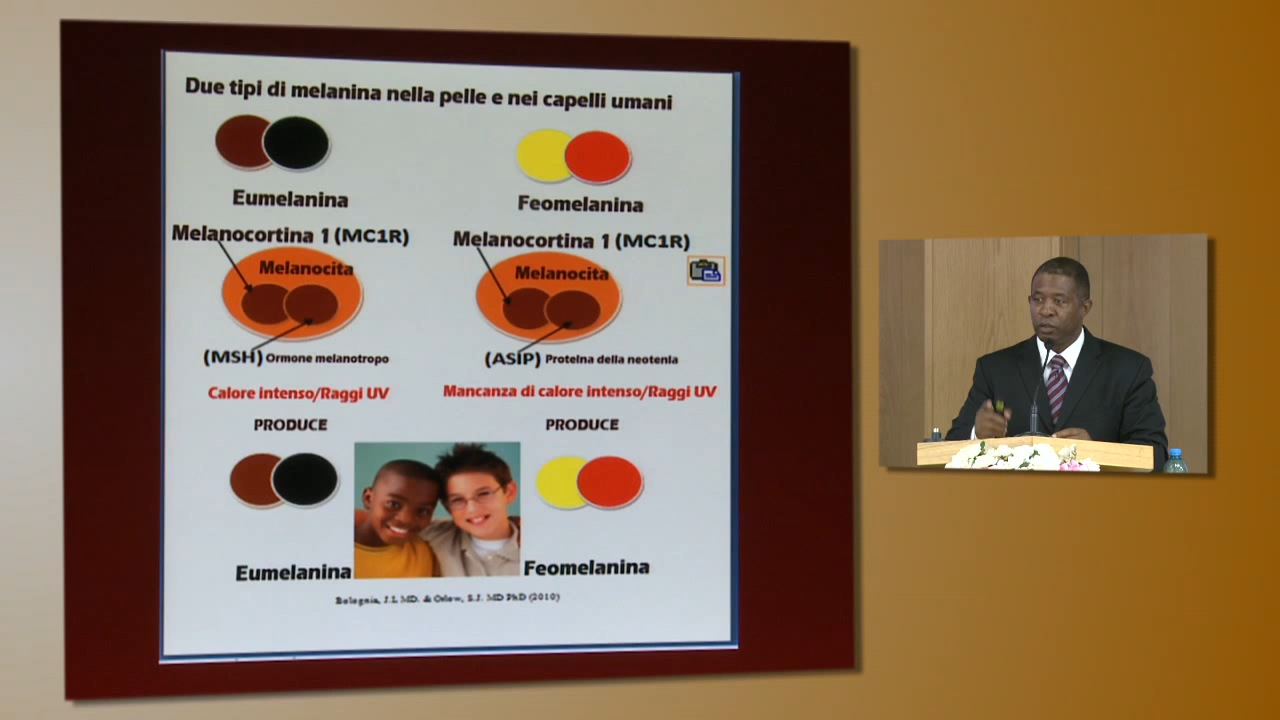 Due tipi di melanina nella pelle e nei capelli umani
Eumelanina
Feomelanina
Melanocortina 1 (MC1R)
Melanocortina 1 (MC1R)
Melanocita
Melanocita
(MSH) Ormone melanotropo
(ASIP) Proteina della neotenia
Calore intenso/Raggi UV
Mancanza di calore intenso/Raggi UV
PRODUCE
PRODUCE
Eumelanina
Feomelanina
Bolognia, J.L MD. & Orlow, S.J. MD PhD (2010)